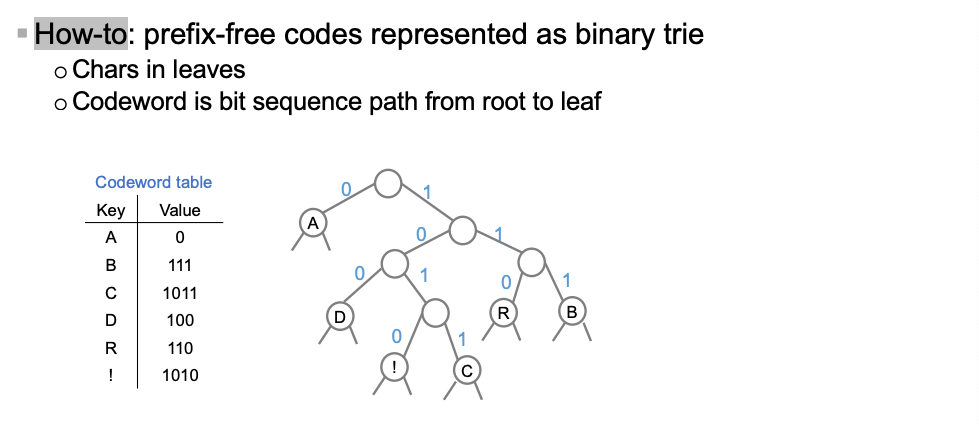 How-to: prefix-free codes represented as binary trie
Chars in leaves
Codeword is bit sequence path from root to leaf
Codeword table
Key Value
A 0
B 111
C 1011
D 100
R 110
! 1010
0 1
A
0 1
0 1 0 1
D R B
0 1
! C